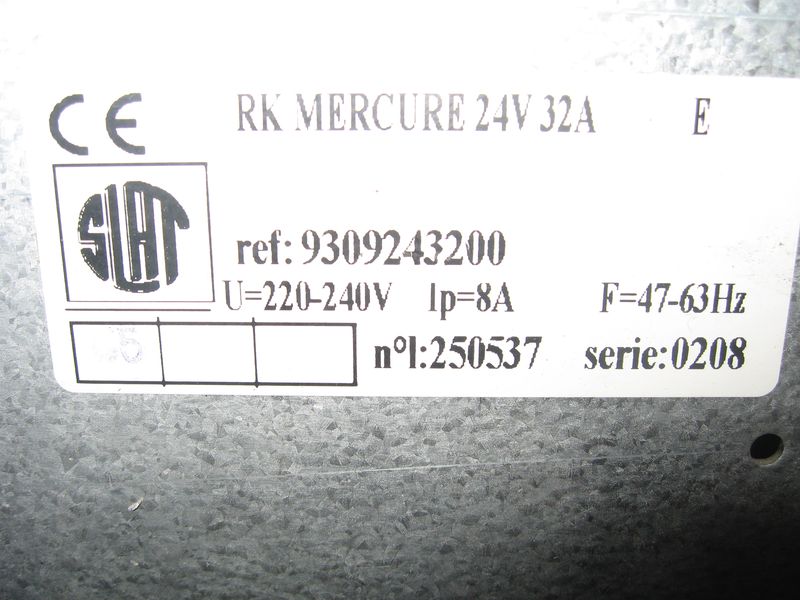 CE RK MERCURE 24V 32A E
SLAT
ref: 9309243200
U=220-240V Ip=8A F=47-63Hz
n°l:250537 serie:0208